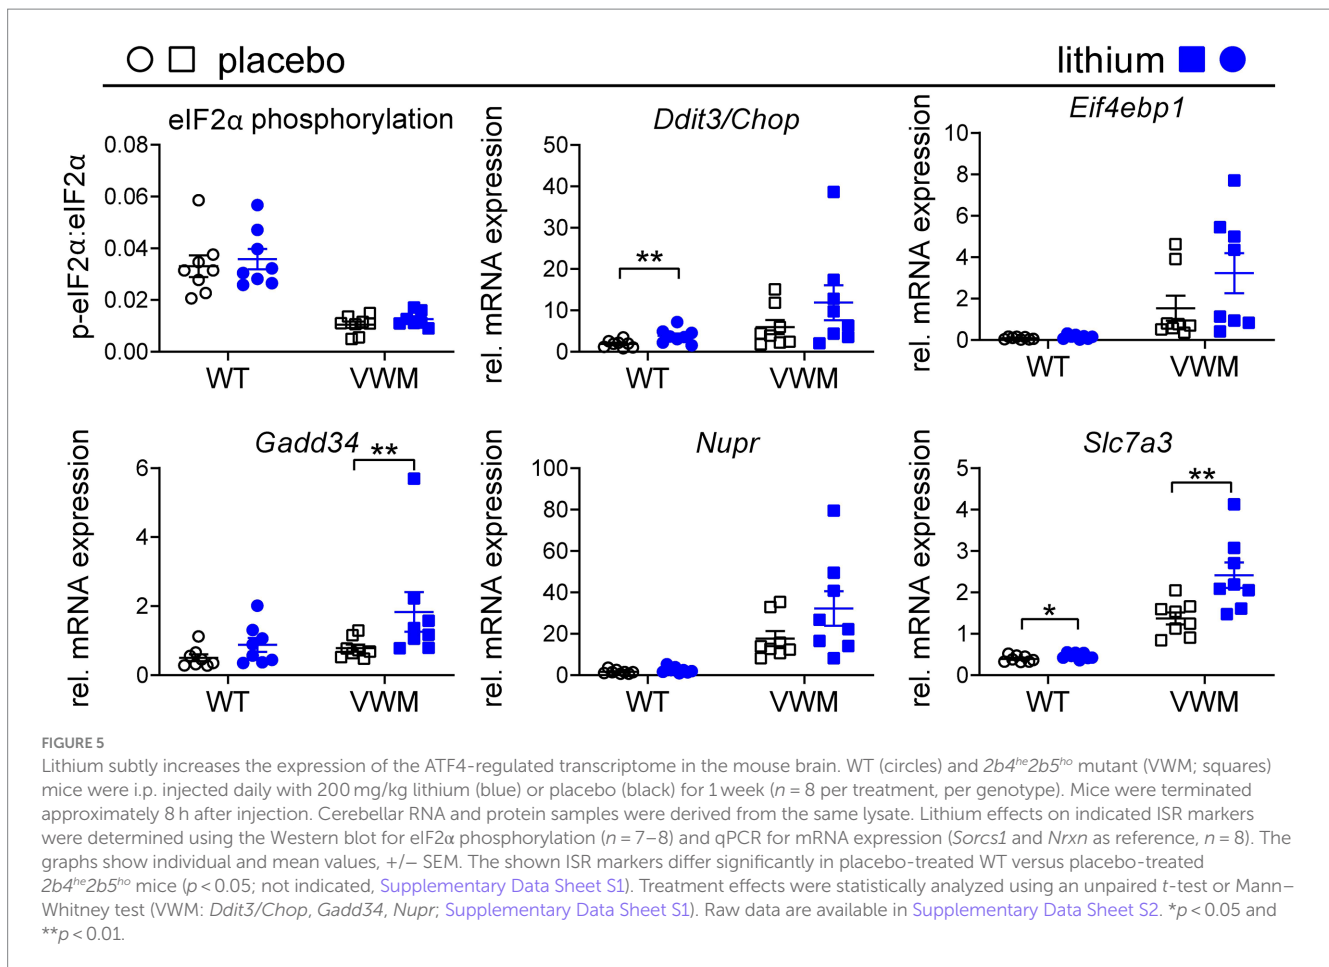 placebo
lithium
eIF2α phosphorylation
p-eIF2α:eIF2α
0.08
0.06
0.04
0.02
0.00
WT
VWM
Ddit3/Chop
rel. mRNA expression
50
40
30
20
10
0
**
WT
VWM
Eif4ebp1
rel. mRNA expression
10
8
6
4
2
0
WT
VWM
Gadd34
rel. mRNA expression
6
4
2
0
**
WT
VWM
Nupr
rel. mRNA expression
100
80
60
40
20
0
WT
VWM
Slc7a3
rel. mRNA expression
5
4
3
2
1
0
*
**
WT
VWM
FIGURE 5
Lithium subtly increases the expression of the ATF4-regulated transcriptome in the mouse brain. WT (circles) and 2b4he2b5ho mutant (VWM; squares)
mice were i.p. injected daily with 200 mg/kg lithium (blue) or placebo (black) for 1 week (n = 8 per treatment, per genotype). Mice were terminated
approximately 8 h after injection. Cerebellar RNA and protein samples were derived from the same lysate. Lithium effects on indicated ISR markers
were determined using the Western blot for eIF2α phosphorylation (n = 7–8) and qPCR for mRNA expression (Sorcs1 and Nrxn as reference, n = 8). The
graphs show individual and mean values, +/− SEM. The shown ISR markers differ significantly in placebo-treated WT versus placebo-treated
2b4he2b5ho mice (p < 0.05; not indicated, Supplementary Data Sheet S1). Treatment effects were statistically analyzed using an unpaired t-test or Mann–
Whitney test (VWM: Ddit3/Chop, Gadd34, Nupr; Supplementary Data Sheet S1). Raw data are available in Supplementary Data Sheet S2. *p < 0.05 and
**p < 0.01.